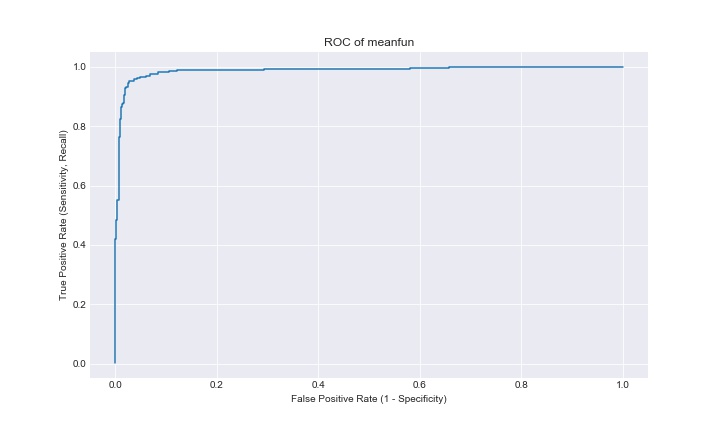 ROC of meanfun
1.0
0.8
0.6
0.4
0.2
0.0
True Positive Rate (Sensitivity, Recall)
0.0 0.2 0.4 0.6 0.8 1.0
False Positive Rate (1 - Specificity)